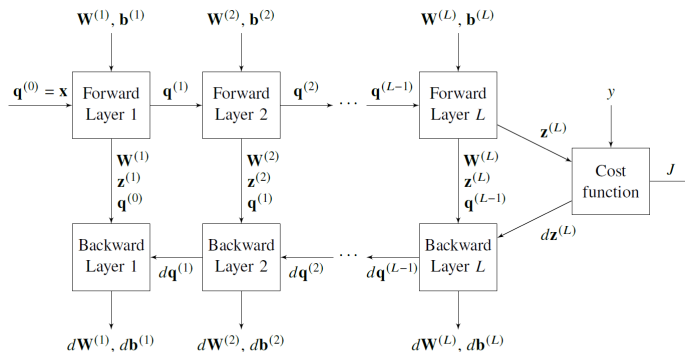 W⁽¹⁾, b⁽¹⁾
W⁽²⁾, b⁽²⁾
W⁽ᴸ⁾, b⁽ᴸ⁾
q⁽⁰⁾ = x
Forward
Layer 1
q⁽¹⁾
Forward
Layer 2
q⁽²⁾
···
q⁽ᴸ⁻¹⁾
Forward
Layer L
y
z⁽ᴸ⁾
W⁽¹⁾
z⁽¹⁾
q⁽⁰⁾
W⁽²⁾
z⁽²⁾
q⁽¹⁾
W⁽ᴸ⁾
z⁽ᴸ⁾
q⁽ᴸ⁻¹⁾
Cost
function
J
dz⁽ᴸ⁾
Backward
Layer 1
dq⁽¹⁾
Backward
Layer 2
dq⁽²⁾
···
dq⁽ᴸ⁻¹⁾
Backward
Layer L
dW⁽¹⁾, db⁽¹⁾
dW⁽²⁾, db⁽²⁾
dW⁽ᴸ⁾, db⁽ᴸ⁾